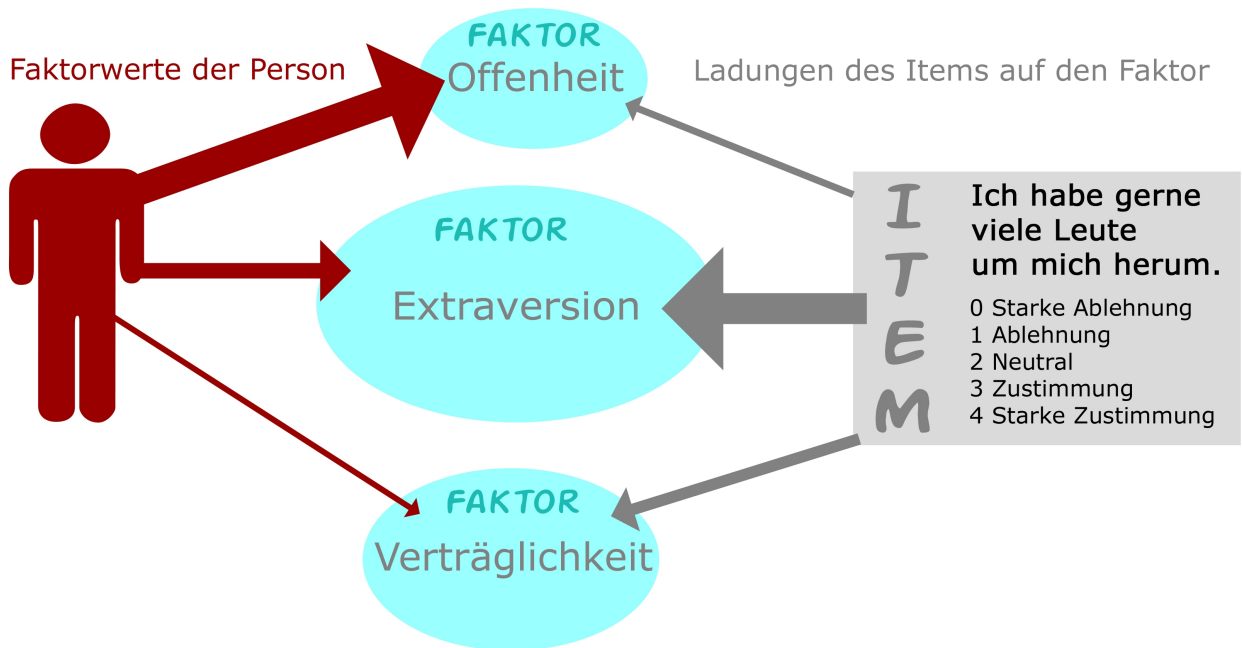 Faktorwerte der Person
FAKTOR
Offenheit
Ladungen des Items auf den Faktor
FAKTOR
Extraversion
FAKTOR
Verträglichkeit
ITEM
Ich habe gerne
viele Leute
um mich herum.
0 Starke Ablehnung
1 Ablehnung
2 Neutral
3 Zustimmung
4 Starke Zustimmung